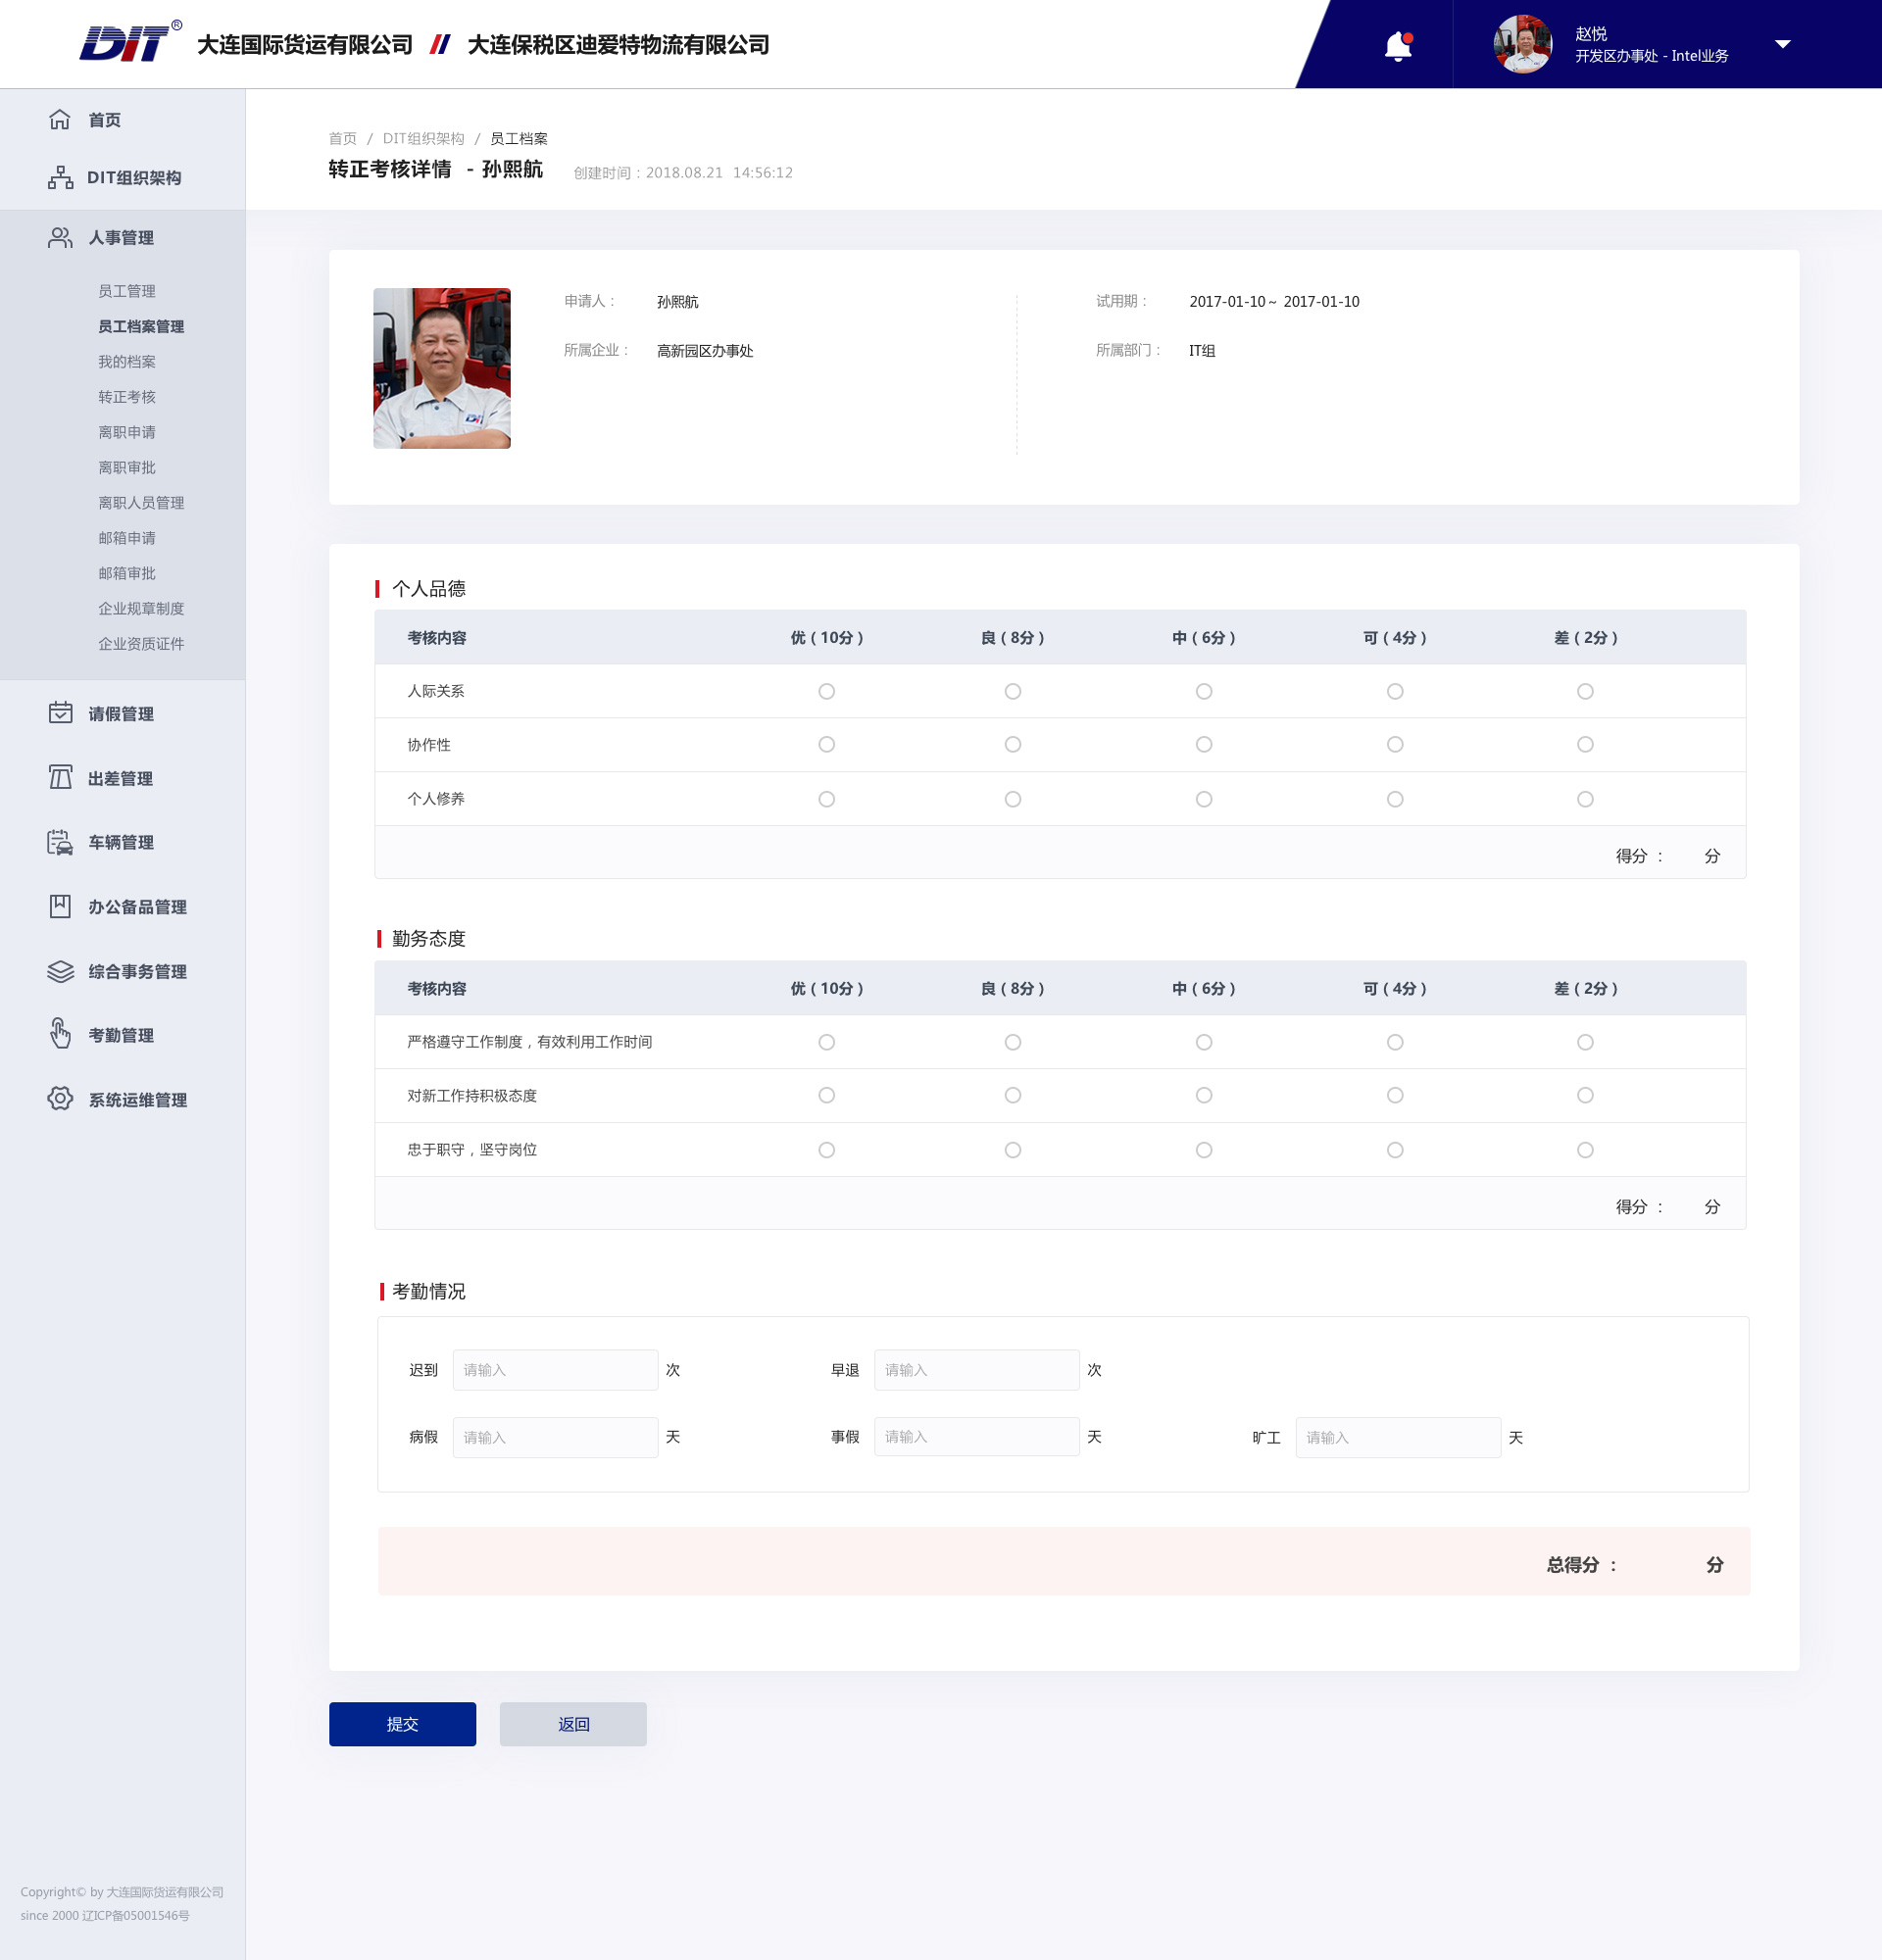 DIT® 大连国际货运有限公司 // 大连保税区迪爱特物流有限公司
赵悦
开发区办事处 - Intel业务
首页
DIT组织架构
人事管理
员工管理
员工档案管理
我的档案
转正考核
离职申请
离职审批
离职人员管理
邮箱申请
邮箱审批
企业规章制度
企业资质证件
请假管理
出差管理
车辆管理
办公备品管理
综合事务管理
考勤管理
系统运维管理
Copyright© by 大连国际货运有限公司
since 2000 辽ICP备05001546号
首页 / DIT组织架构 / 员工档案
转正考核详情 - 孙熙航 创建时间：2018.08.21 14:56:12
申请人： 孙熙航 试用期： 2017-01-10～ 2017-01-10
所属企业： 高新园区办事处 所属部门： IT组
DIT
个人品德
考核内容 优（10分） 良（8分） 中（6分） 可（4分） 差（2分）
人际关系
协作性
个人修养
得分 ： 分
勤务态度
考核内容 优（10分） 良（8分） 中（6分） 可（4分） 差（2分）
严格遵守工作制度，有效利用工作时间
对新工作持积极态度
忠于职守，坚守岗位
得分 ： 分
考勤情况
迟到 请输入 次 早退 请输入 次
病假 请输入 天 事假 请输入 天 旷工 请输入 天
总得分 ： 分
提交 返回